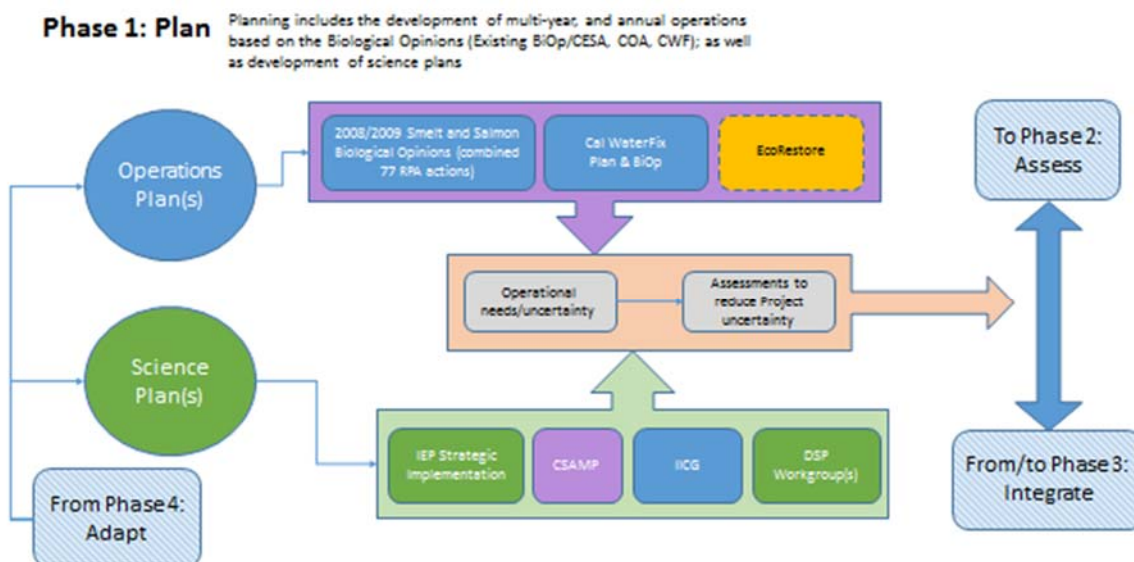 Phase 1: Plan
Planning includes the development of multi-year, and annual operations
based on the Biological Opinions (Existing BiOp/CESA, COA, CWF); as well
as development of science plans
Operations
Plan(s)
2008/2009 Smelt and Salmon
Biological Opinions (combined
77 RPA actions)
Cal WaterFix
Plan & BiOp
EcoRestore
To Phase 2:
Assess
Operational
needs/uncertainty
Assessments to
reduce Project
uncertainty
Science
Plan(s)
IEP Strategic
Implementation
CSAMP
IICG
DSP
Workgroup(s)
From Phase 4:
Adapt
From/to Phase 3:
Integrate